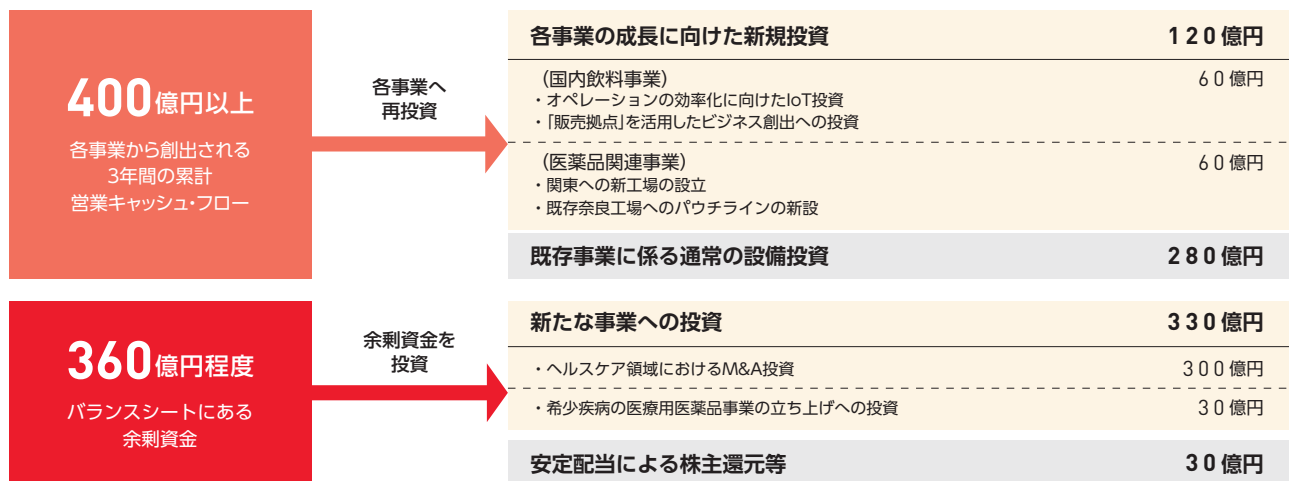 400億円以上
各事業から創出される
3年間の累計
営業キャッシュ・フロー
各事業へ
再投資
各事業の成長に向けた新規投資 120億円
（国内飲料事業） 60億円
・オペレーションの効率化に向けたIoT投資
・「販売拠点」を活用したビジネス創出への投資
（医薬品関連事業） 60億円
・関東への新工場の設立
・既存奈良工場へのパウチラインの新設
既存事業に係る通常の設備投資 280億円
360億円程度
バランスシートにある
余剰資金
余剰資金を
投資
新たな事業への投資 330億円
・ヘルスケア領域におけるM&A投資 300億円
・希少疾病の医療用医薬品事業の立ち上げへの投資 30億円
安定配当による株主還元等 30億円